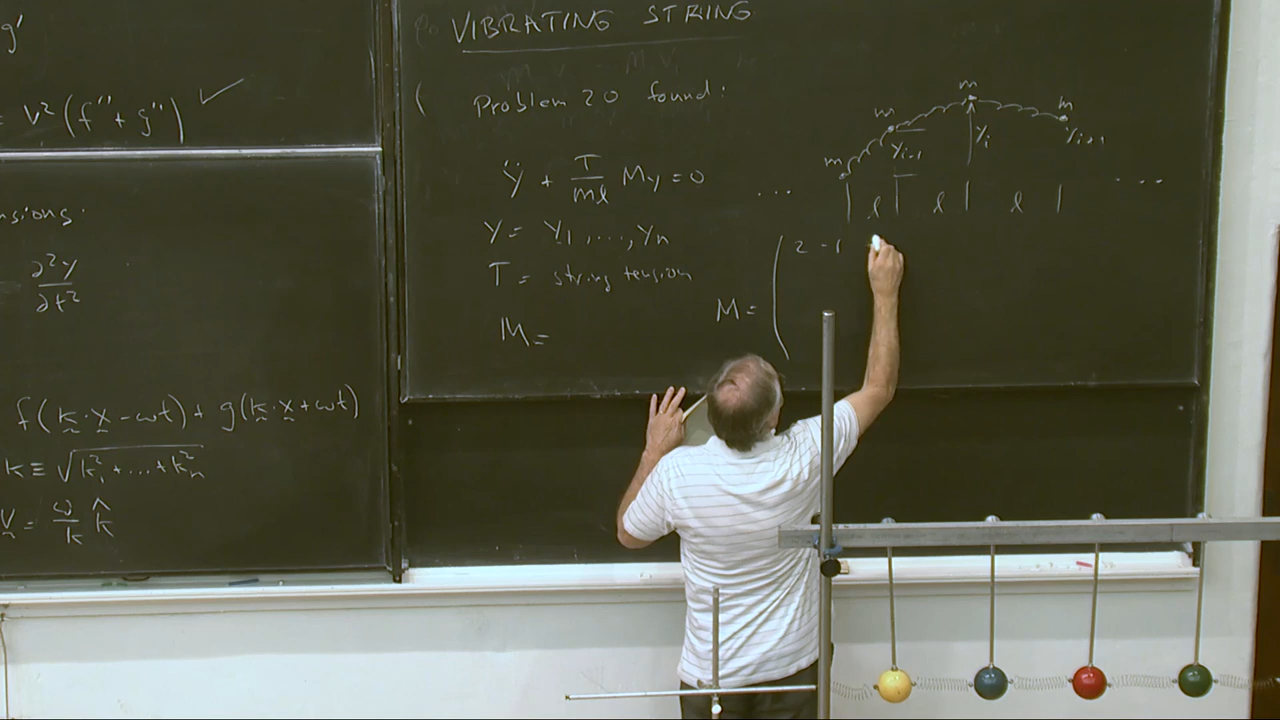 g'
= v²(f" + g") ✓
nsions.
∂²y
∂t²
f(k·x−ωt) + g(k·x+ωt)
k ≡ √k₁²+...+kₙ²
v = ω/k k̂
VIBRATING STRING
Problem 20 found:
ÿ + T/mℓ My = 0
y = y₁,...,yₙ
T = string tension
M =
m m m m
yᵢ₋₁ yᵢ yᵢ₊₁
... ℓ ℓ ℓ ...
M = ( 2 -1